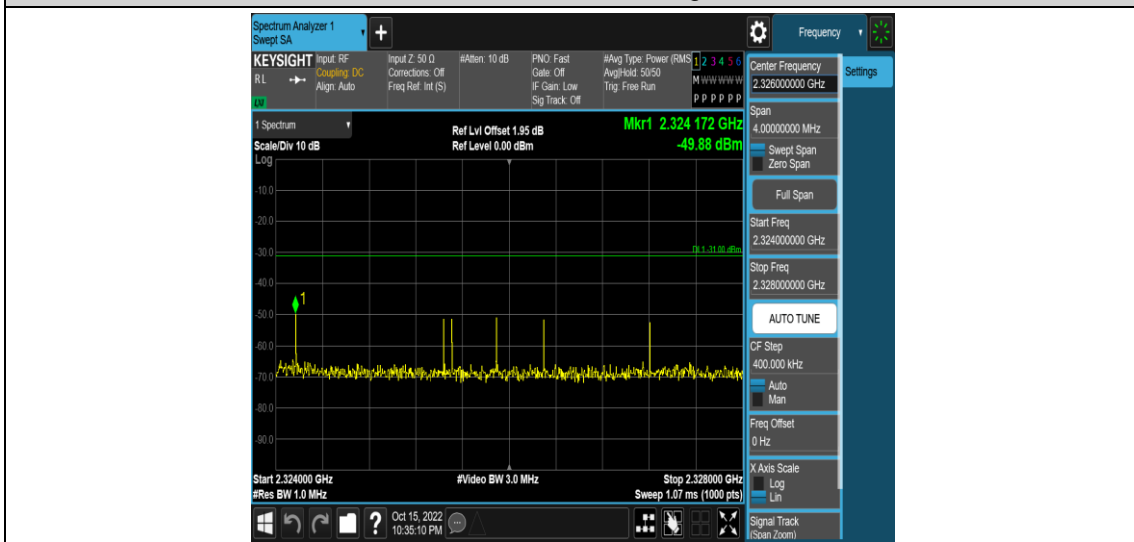 Spectrum Analyzer 1
Swept SA
Frequency
KEYSIGHT
RL
Input: RF
Coupling: DC
Align: Auto
Input Z: 50 Ω
Corrections: Off
Freq Ref: Int (S)
#Atten: 10 dB
PNO: Fast
Gate: Off
IF Gain: Low
Sig Track: Off
#Avg Type: Power (RMS
Avg|Hold: 50/50
Trig: Free Run
1 2 3 4 5 6
M W W W W W
P P P P P P
1 Spectrum
Scale/Div 10 dB
Ref Lvl Offset 1.95 dB
Ref Level 0.00 dBm
Mkr1 2.324 172 GHz
-49.88 dBm
Log
-10.0
-20.0
-30.0
-40.0
-50.0
-60.0
-70.0
-80.0
-90.0
DL1 -31.00 dBm
1
Start 2.324000 GHz
#Res BW 1.0 MHz
#Video BW 3.0 MHz
Stop 2.328000 GHz
Sweep 1.07 ms (1000 pts)
Center Frequency
2.326000000 GHz
Settings
Span
4.00000000 MHz
Swept Span
Zero Span
Full Span
Start Freq
2.324000000 GHz
Stop Freq
2.328000000 GHz
AUTO TUNE
CF Step
400.000 kHz
Auto
Man
Freq Offset
0 Hz
X Axis Scale
Log
Lin
Signal Track
(Span Zoom)
?
Oct 15, 2022
10:35:10 PM